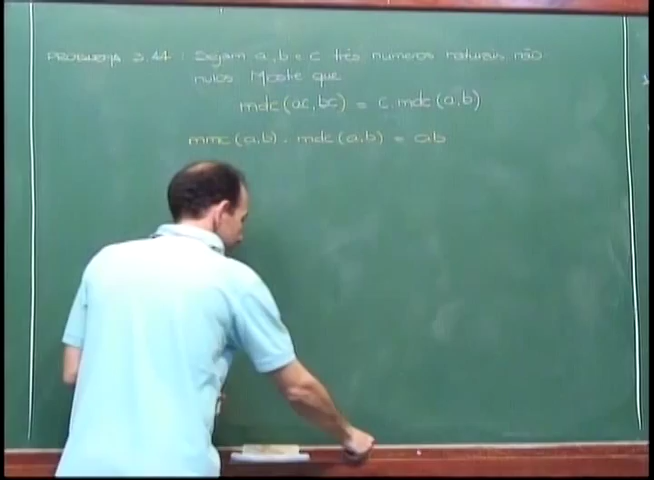 PROBLEMA 3.44 : Sejam a, b e c três números naturais não
nulos Mostre que
mdc(ac, bc) = c. mdc(a,b)
mmc(a,b) . mdc(a,b) = ab